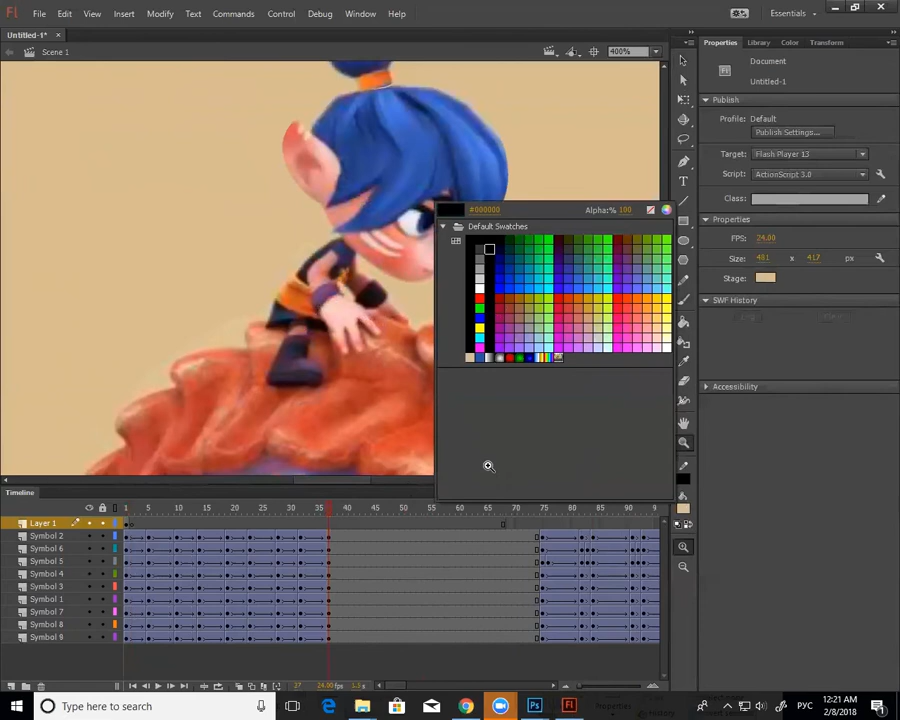 Fl File Edit View Insert Modify Text Commands Control Debug Window Help Essentials
Untitled-1* ×
Scene 1 400%
Properties Library Color Transform
Document
Untitled-1
Publish
Profile: Default
Publish Settings...
Target: Flash Player 13
Script: ActionScript 3.0
Class:
Properties
FPS: 24.00
Size: 481 x 417 px
Stage:
SWF History
Accessibility
#000000 Alpha:% 100
Default Swatches
Timeline
1 5 10 15 20 25 30 35 40 45 50 55 60 65 70 75 80 85 90 9
Layer 1
Symbol 2
Symbol 6
Symbol 5
Symbol 4
Symbol 3
Symbol 1
Symbol 7
Symbol 8
Symbol 9
24.00fps
Type here to search
Ps Fl
РУС
12:21 AM
2/8/2018